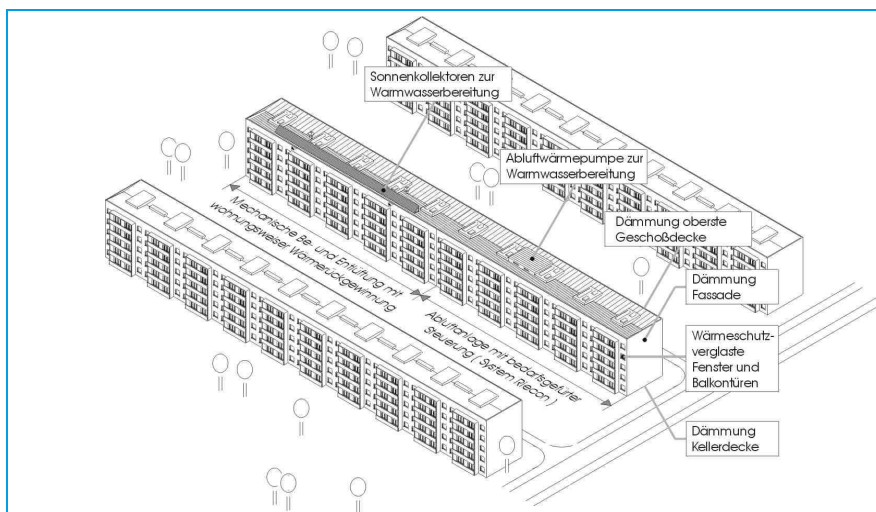 Sonnenkollektoren zur
Warmwasserbereitung
Abluftwärmepumpe zur
Warmwasserbereitung
Dämmung oberste
Geschoßdecke
Dämmung
Fassade
Wärmeschutz-
verglaste
Fenster und
Balkontüren
Dämmung
Kellerdecke
Mechanische Be. und Entlüftung mit
wohnungsweiser Wärmerückgewinnung
Abluftanlage mit bedarfsgeführter
Steuerung ( System )